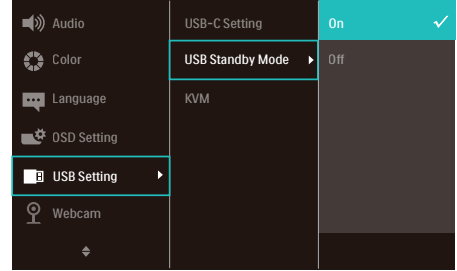 Audio
Color
Language
OSD Setting
USB Setting
Webcam
USB-C Setting
USB Standby Mode
KVM
On
Off